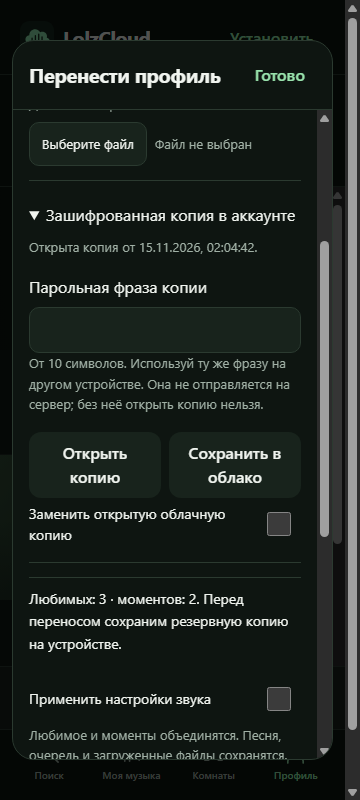 LolzCloud
Установить
Перенести профиль
Готово
Выберите файл
Файл не выбран
Зашифрованная копия в аккаунте
Открыта копия от 15.11.2026, 02:04:42.
Парольная фраза копии
От 10 символов. Используй ту же фразу на
другом устройстве. Она не отправляется на
сервер; без неё открыть копию нельзя.
Открыть
копию
Сохранить в
облако
Заменить открытую облачную
копию
Любимых: 3 · моментов: 2. Перед
переносом сохраним резервную копию
на устройстве.
Применить настройки звука
Любимое и моменты объединятся. Песня,
очередь и загруженные файлы сохранятся.
Поиск
Моя музыка
Комнаты
Профиль